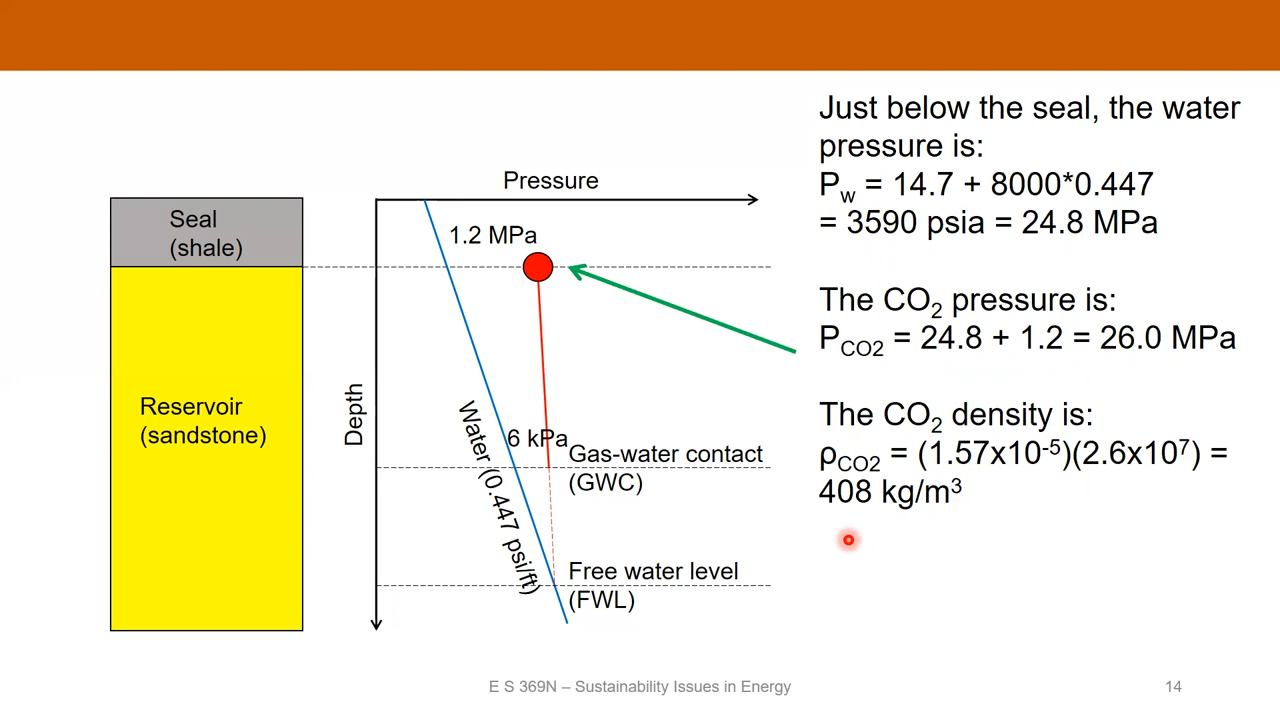 Just below the seal, the water
pressure is:
Pw = 14.7 + 8000*0.447
= 3590 psia = 24.8 MPa
The CO2 pressure is:
PCO2 = 24.8 + 1.2 = 26.0 MPa
The CO2 density is:
ρCO2 = (1.57x10-5)(2.6x107) =
408 kg/m3
Pressure
Seal
(shale)
1.2 MPa
Reservoir
(sandstone)
Depth
Water (0.447 psi/ft)
6 kPa
Gas-water contact
(GWC)
Free water level
(FWL)
E S 369N – Sustainability Issues in Energy
14